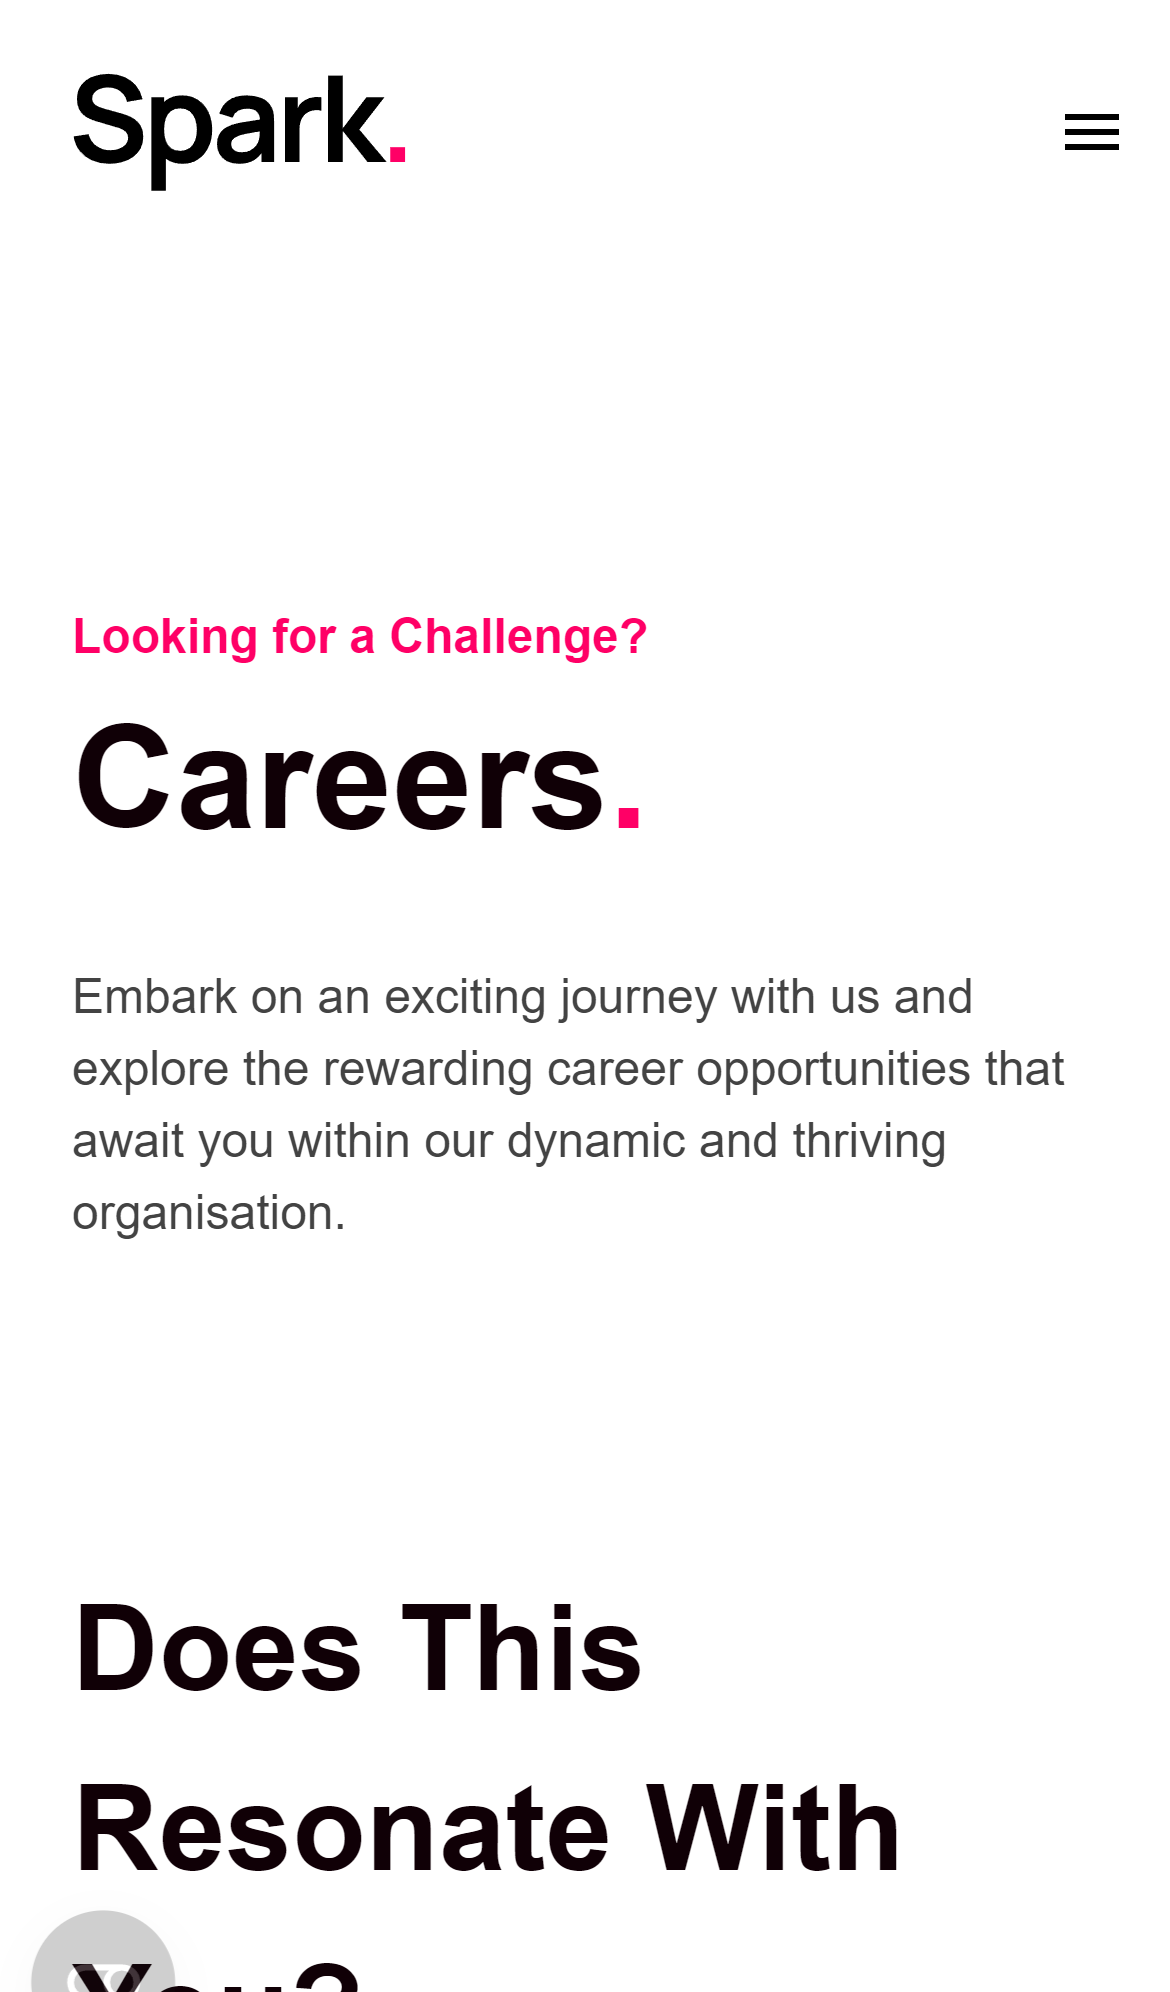 Spark.
Looking for a Challenge?
Careers.
Embark on an exciting journey with us and
explore the rewarding career opportunities that
await you within our dynamic and thriving
organisation.
Does This
Resonate With
You?